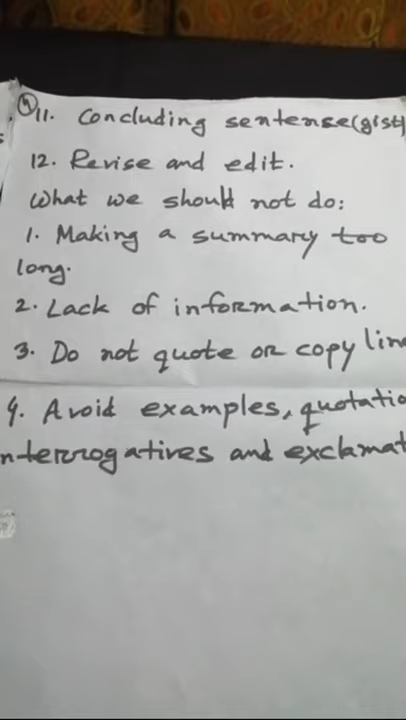 11. Concluding sentense(gist)
12. Revise and edit.
What we should not do:
1. Making a summary too
long.
2. Lack of information.
3. Do not quote or copy lin
4. Avoid examples, quotatio
nterrogatives and exclamat